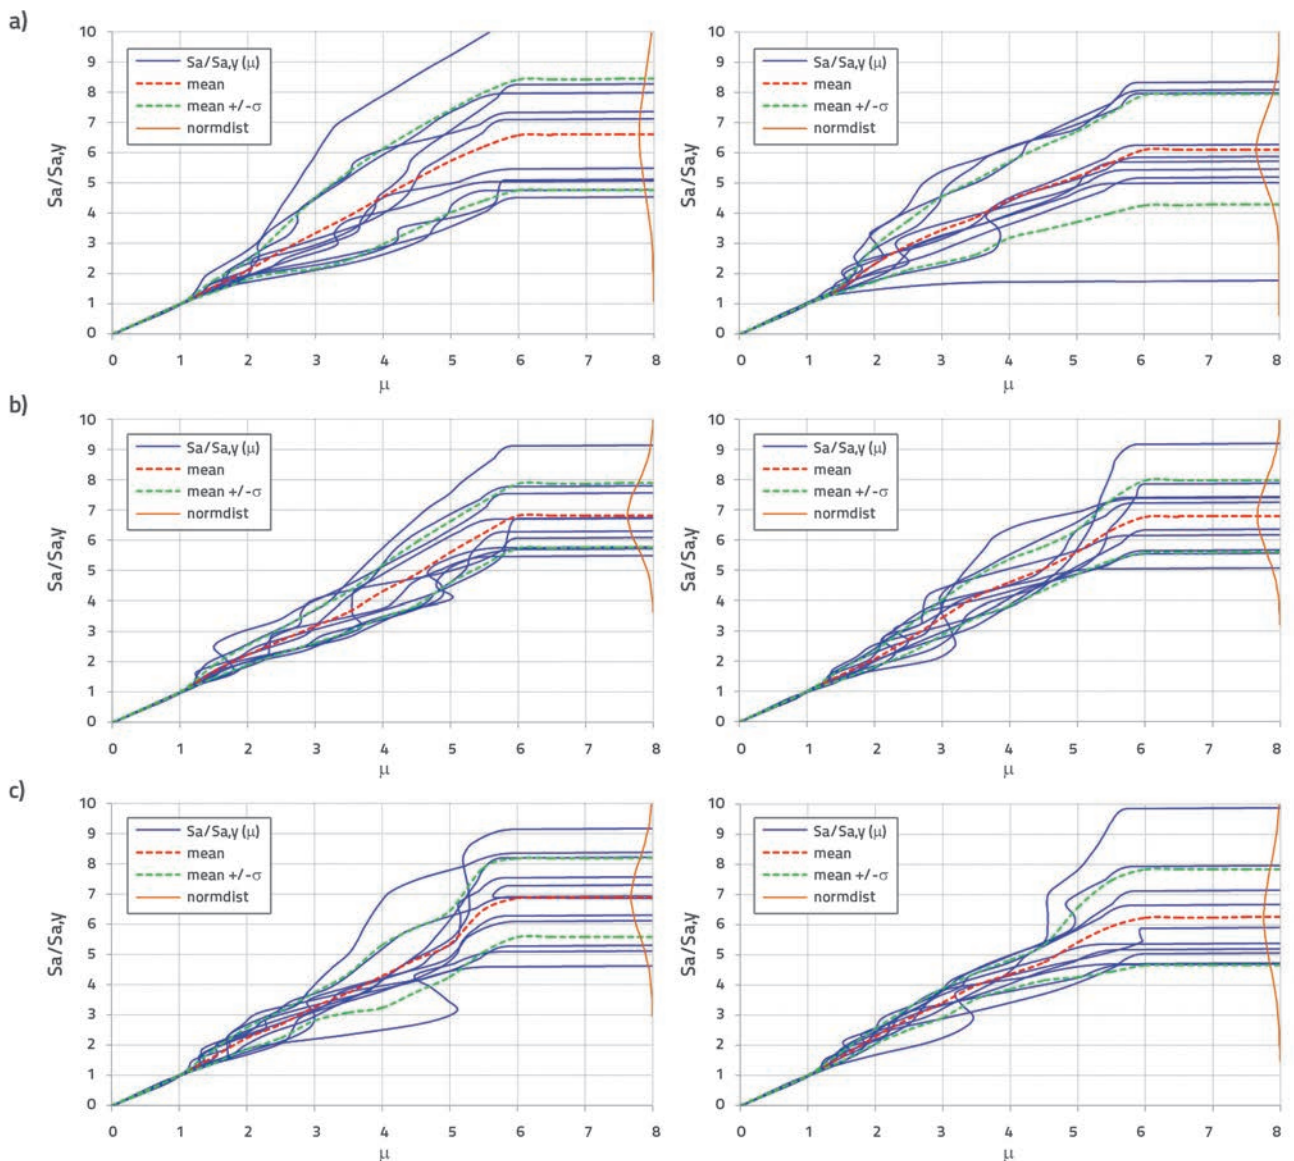 a)
10
9
8
7
6
5
4
3
2
1
0
Sa/Sa,y
Sa/Sa,y (μ)
mean
mean +/-σ
normdist
0 1 2 3 4 5 6 7 8
μ
10
9
8
7
6
5
4
3
2
1
0
Sa/Sa,y
Sa/Sa,y (μ)
mean
mean +/-σ
normdist
0 1 2 3 4 5 6 7 8
μ
b)
10
9
8
7
6
5
4
3
2
1
0
Sa/Sa,y
Sa/Sa,y (μ)
mean
mean +/-σ
normdist
0 1 2 3 4 5 6 7 8
μ
10
9
8
7
6
5
4
3
2
1
0
Sa/Sa,y
Sa/Sa,y (μ)
mean
mean +/-σ
normdist
0 1 2 3 4 5 6 7 8
μ
c)
10
9
8
7
6
5
4
3
2
1
0
Sa/Sa,y
Sa/Sa,y (μ)
mean
mean +/-σ
normdist
0 1 2 3 4 5 6 7 8
μ
10
9
8
7
6
5
4
3
2
1
0
Sa/Sa,y
Sa/Sa,y (μ)
mean
mean +/-σ
normdist
0 1 2 3 4 5 6 7 8
μ